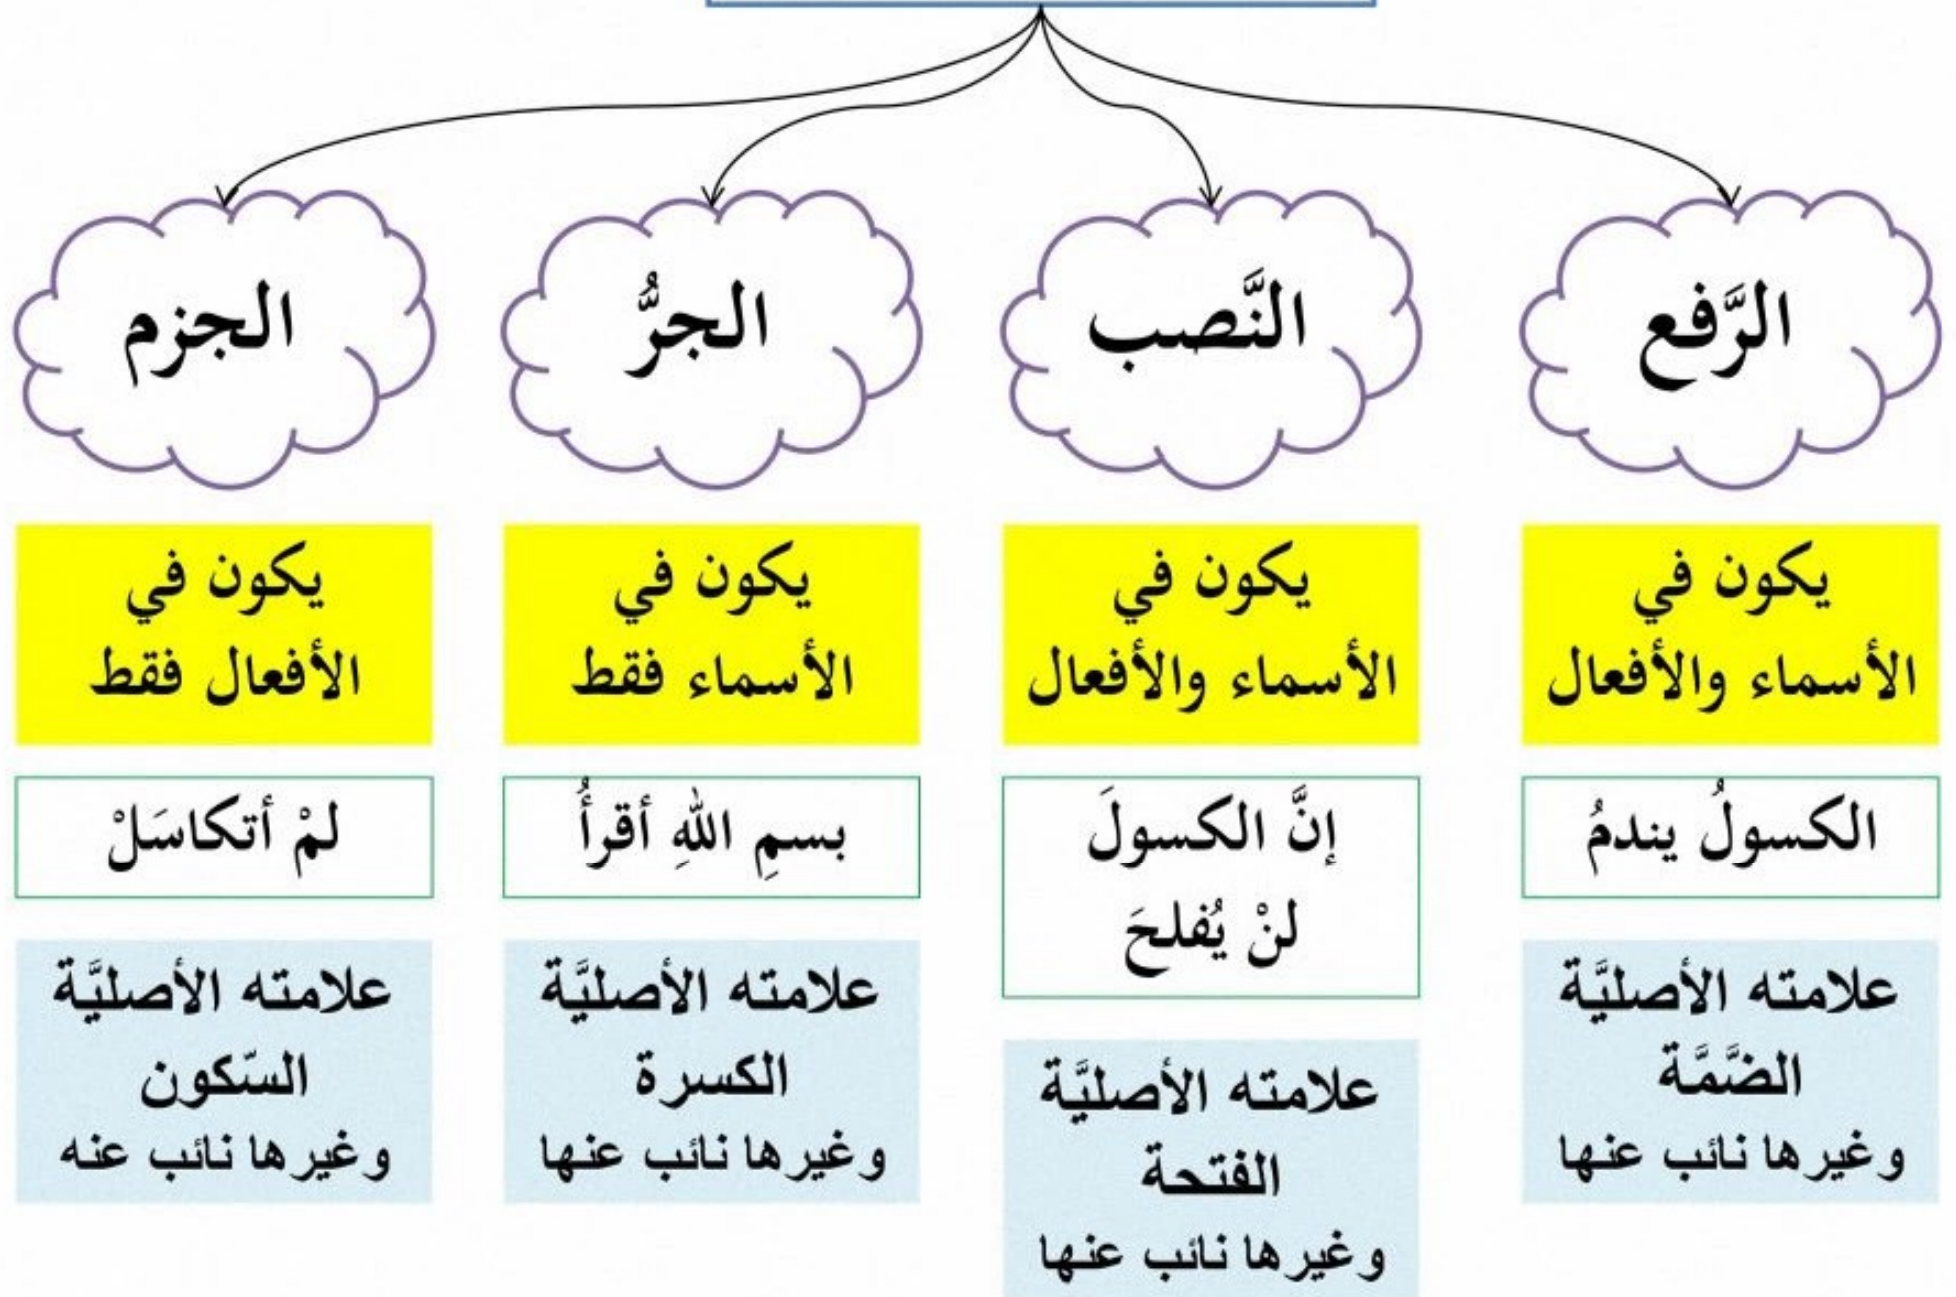 الرَّفع
النَّصب
الجرُّ
الجزم
يكون في
الأسماء والأفعال
يكون في
الأسماء والأفعال
يكون في
الأسماء فقط
يكون في
الأفعال فقط
الكسولُ يندمُ
إنَّ الكسولَ
لنْ يُفلحَ
بسمِ اللهِ أقرأُ
لمْ أتكاسَلْ
علامته الأصليَّة
الضَّمَّة
وغيرها نائب عنها
علامته الأصليَّة
الفتحة
وغيرها نائب عنها
علامته الأصليَّة
الكسرة
وغيرها نائب عنها
علامته الأصليَّة
السّكون
وغيرها نائب عنه